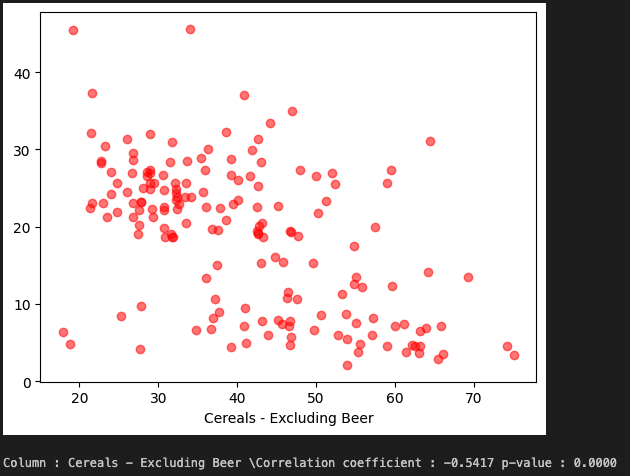 40
30
20
10
0
20 30 40 50 60 70
Cereals - Excluding Beer
Column : Cereals - Excluding Beer \Correlation coefficient : -0.5417 p-value : 0.0000